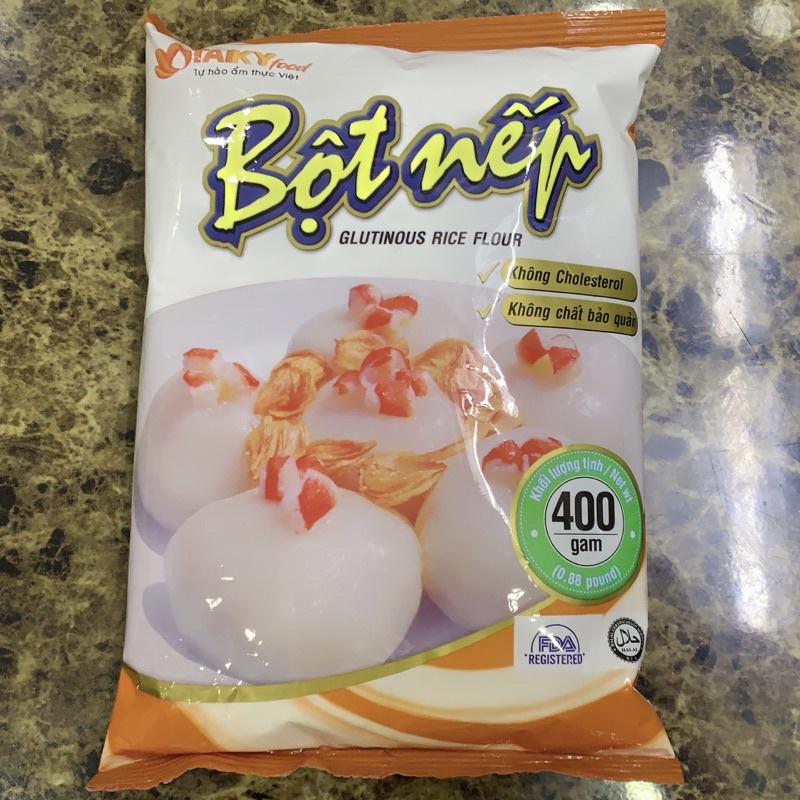 TAKY food
Tự hào ẩm thực Việt
Bột nếp
GLUTINOUS RICE FLOUR
Không Cholesterol
Không chất bảo quản
Khối lượng tịnh / Net wt
400
gam
(0.88 pound)
FDA
REGISTERED
حلال
HALAL